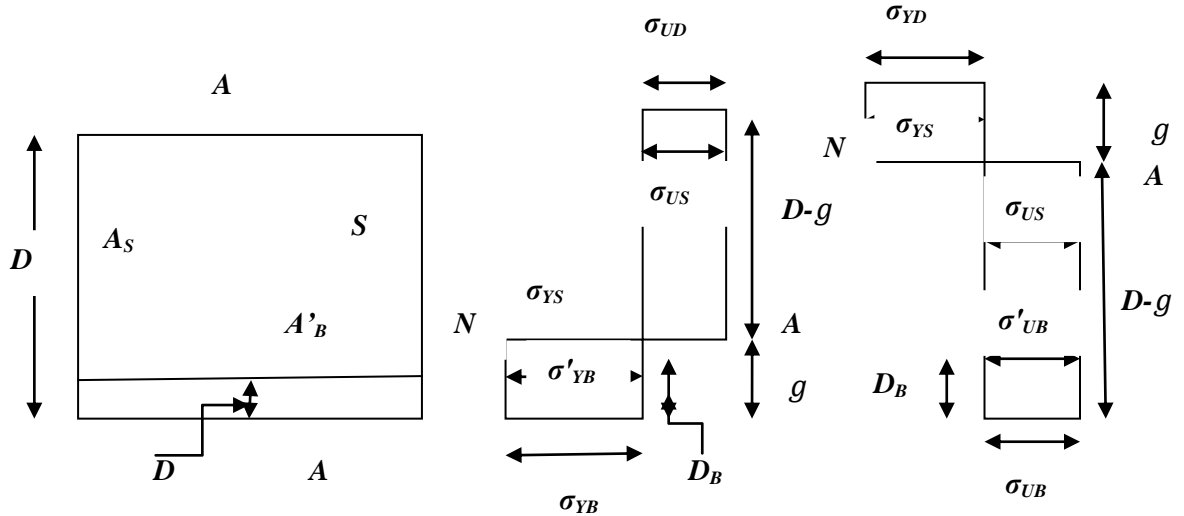 A
D
A_S
S
A’_B
D
A
σ_UD
σ_US
D-g
σ_YS
N
A
σ'_YB
g
D_B
σ_YB
σ_YD
σ_YS
g
N
A
σ_US
D-g
σ'_UB
D_B
σ_UB